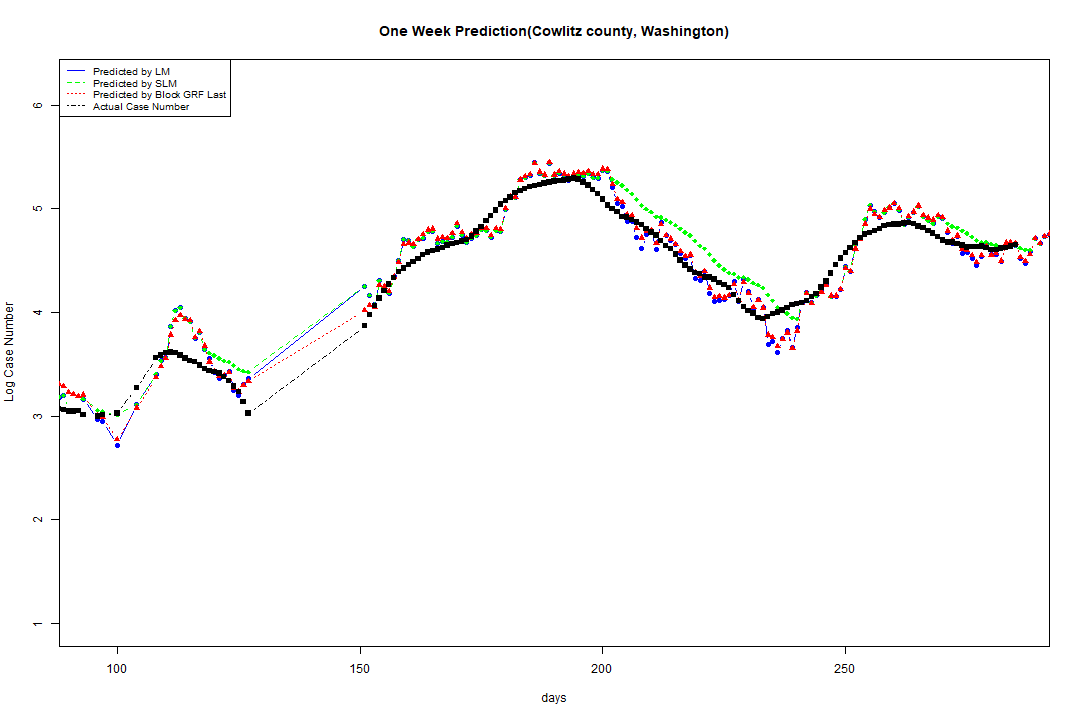 One Week Prediction(Cowlitz county, Washington)
Predicted by LM
Predicted by SLM
Predicted by Block GRF Last
Actual Case Number
6
5
4
3
2
1
Log Case Number
100 150 200 250
days